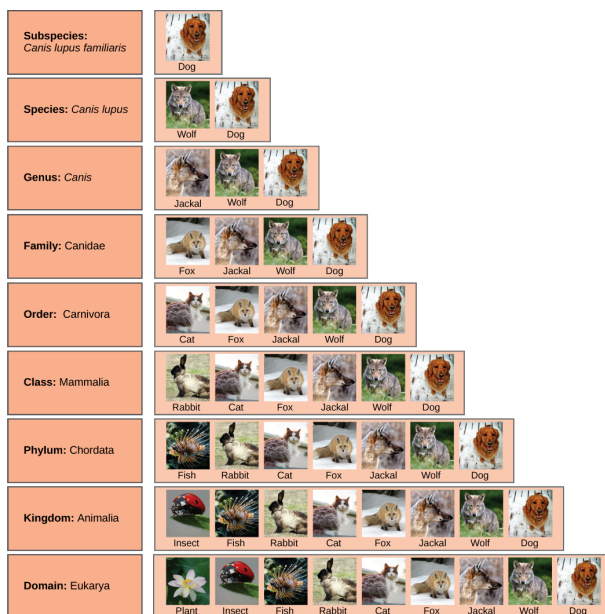 Subspecies:
Canis lupus familiaris
Dog
Species: Canis lupus
Wolf Dog
Genus: Canis
Jackal Wolf Dog
Family: Canidae
Fox Jackal Wolf Dog
Order: Carnivora
Cat Fox Jackal Wolf Dog
Class: Mammalia
Rabbit Cat Fox Jackal Wolf Dog
Phylum: Chordata
Fish Rabbit Cat Fox Jackal Wolf Dog
Kingdom: Animalia
Insect Fish Rabbit Cat Fox Jackal Wolf Dog
Domain: Eukarya
Plant Insect Fish Rabbit Cat Fox Jackal Wolf Dog